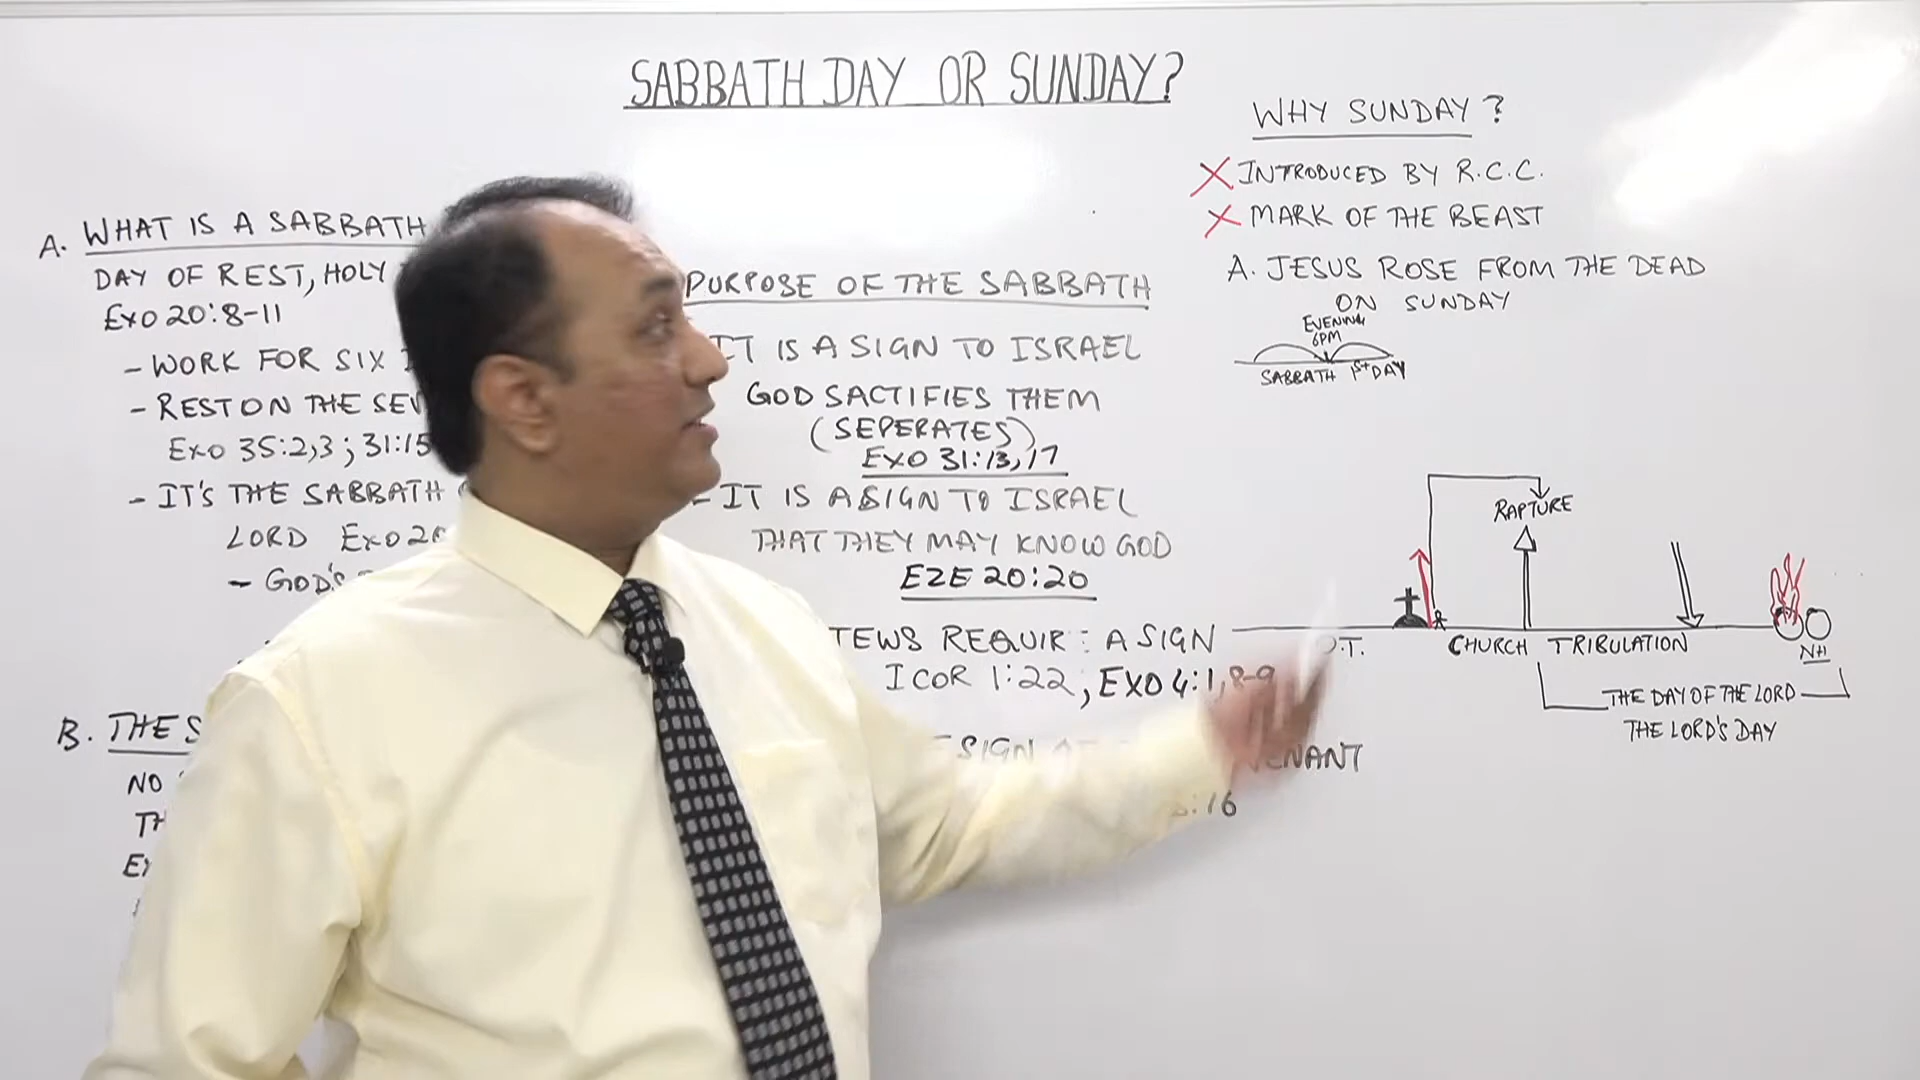 SABBATH DAY OR SUNDAY?
A. WHAT IS A SABBATH
DAY OF REST, HOLY
EXO 20:8-11
- WORK FOR SIX
- REST ON THE
EXO 35:2,3; 31:15
- IT'S THE SABBATH
LORD EXO
- GOD'S
B. THE
NO
PURPOSE OF THE SABBATH
IT IS A SIGN TO ISRAEL
GOD SACTIFIES THEM
(SEPERATES)
EXO 31:13,17
- IT IS A SIGN TO ISRAEL
THAT THEY MAY KNOW GOD
EZE 20:20
JEWS REQUIR: A SIGN
I COR 1:22, EXO 4:1,8-9
SIGN
:16
WHY SUNDAY?
X INTRODUCED BY R.C.C.
X MARK OF THE BEAST
A. JESUS ROSE FROM THE DEAD
ON SUNDAY
EVENING
6PM
SABBATH 1st DAY
RAPTURE
CHURCH TRIBULATION
NH
THE DAY OF THE LORD
THE LORD'S DAY